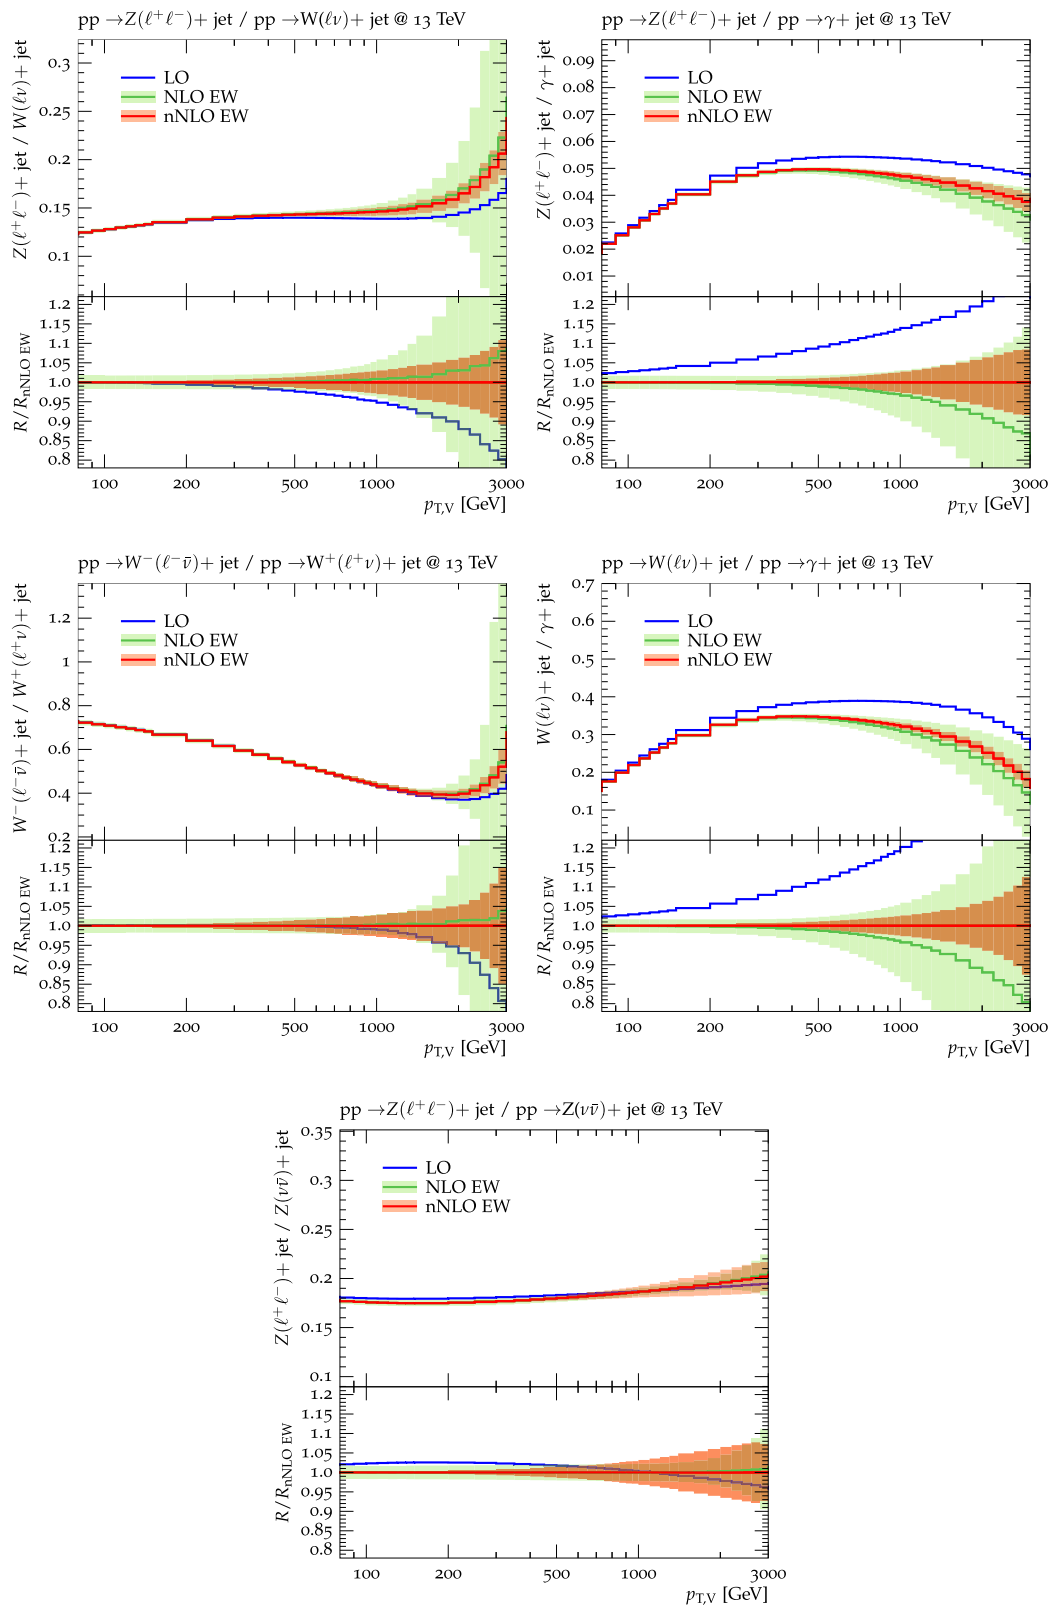 pp →Z(ℓ⁺ℓ⁻)+ jet / pp →W(ℓν)+ jet @ 13 TeV
Z(ℓ⁺ℓ⁻)+ jet / W(ℓν)+ jet
0.3
0.25
0.2
0.15
0.1
LO
NLO EW
nNLO EW
R/R_nNLO EW
1.2
1.15
1.1
1.05
1.0
0.95
0.9
0.85
0.8
100 200 500 1000 3000
p_T,V [GeV]
pp →Z(ℓ⁺ℓ⁻)+ jet / pp →γ+ jet @ 13 TeV
Z(ℓ⁺ℓ⁻)+ jet / γ+ jet
0.09
0.08
0.07
0.06
0.05
0.04
0.03
0.02
0.01
LO
NLO EW
nNLO EW
R/R_nNLO EW
1.2
1.15
1.1
1.05
1.0
0.95
0.9
0.85
0.8
100 200 500 1000 3000
p_T,V [GeV]
pp →W⁻(ℓ⁻ν̄)+ jet / pp →W⁺(ℓ⁺ν)+ jet @ 13 TeV
W⁻(ℓ⁻ν̄)+ jet / W⁺(ℓ⁺ν)+ jet
1.2
1
0.8
0.6
0.4
0.2
LO
NLO EW
nNLO EW
R/R_nNLO EW
1.2
1.15
1.1
1.05
1.0
0.95
0.9
0.85
0.8
100 200 500 1000 3000
p_T,V [GeV]
pp →W(ℓν)+ jet / pp →γ+ jet @ 13 TeV
W(ℓν)+ jet / γ+ jet
0.7
0.6
0.5
0.4
0.3
0.2
0.1
LO
NLO EW
nNLO EW
R/R_nNLO EW
1.2
1.15
1.1
1.05
1.0
0.95
0.9
0.85
0.8
100 200 500 1000 3000
p_T,V [GeV]
pp →Z(ℓ⁺ℓ⁻)+ jet / pp →Z(νν̄)+ jet @ 13 TeV
Z(ℓ⁺ℓ⁻)+ jet / Z(νν̄)+ jet
0.35
0.3
0.25
0.2
0.15
0.1
LO
NLO EW
nNLO EW
R/R_nNLO EW
1.2
1.15
1.1
1.05
1.0
0.95
0.9
0.85
0.8
100 200 500 1000 3000
p_T,V [GeV]